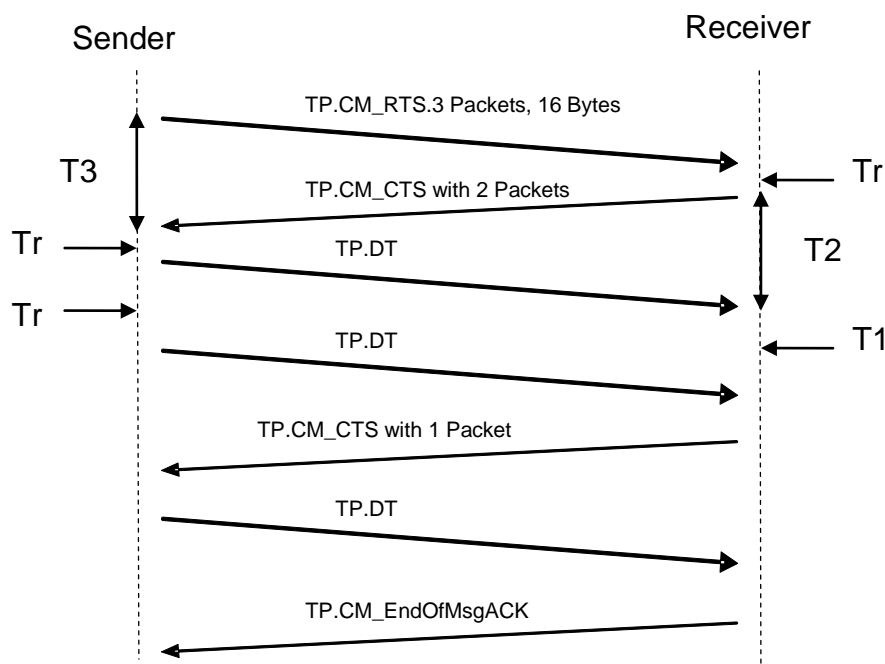 Sender
Receiver
TP.CM_RTS.3 Packets, 16 Bytes
T3
Tr
TP.CM_CTS with 2 Packets
Tr
TP.DT
T2
Tr
TP.DT
T1
TP.CM_CTS with 1 Packet
TP.DT
TP.CM_EndOfMsgACK